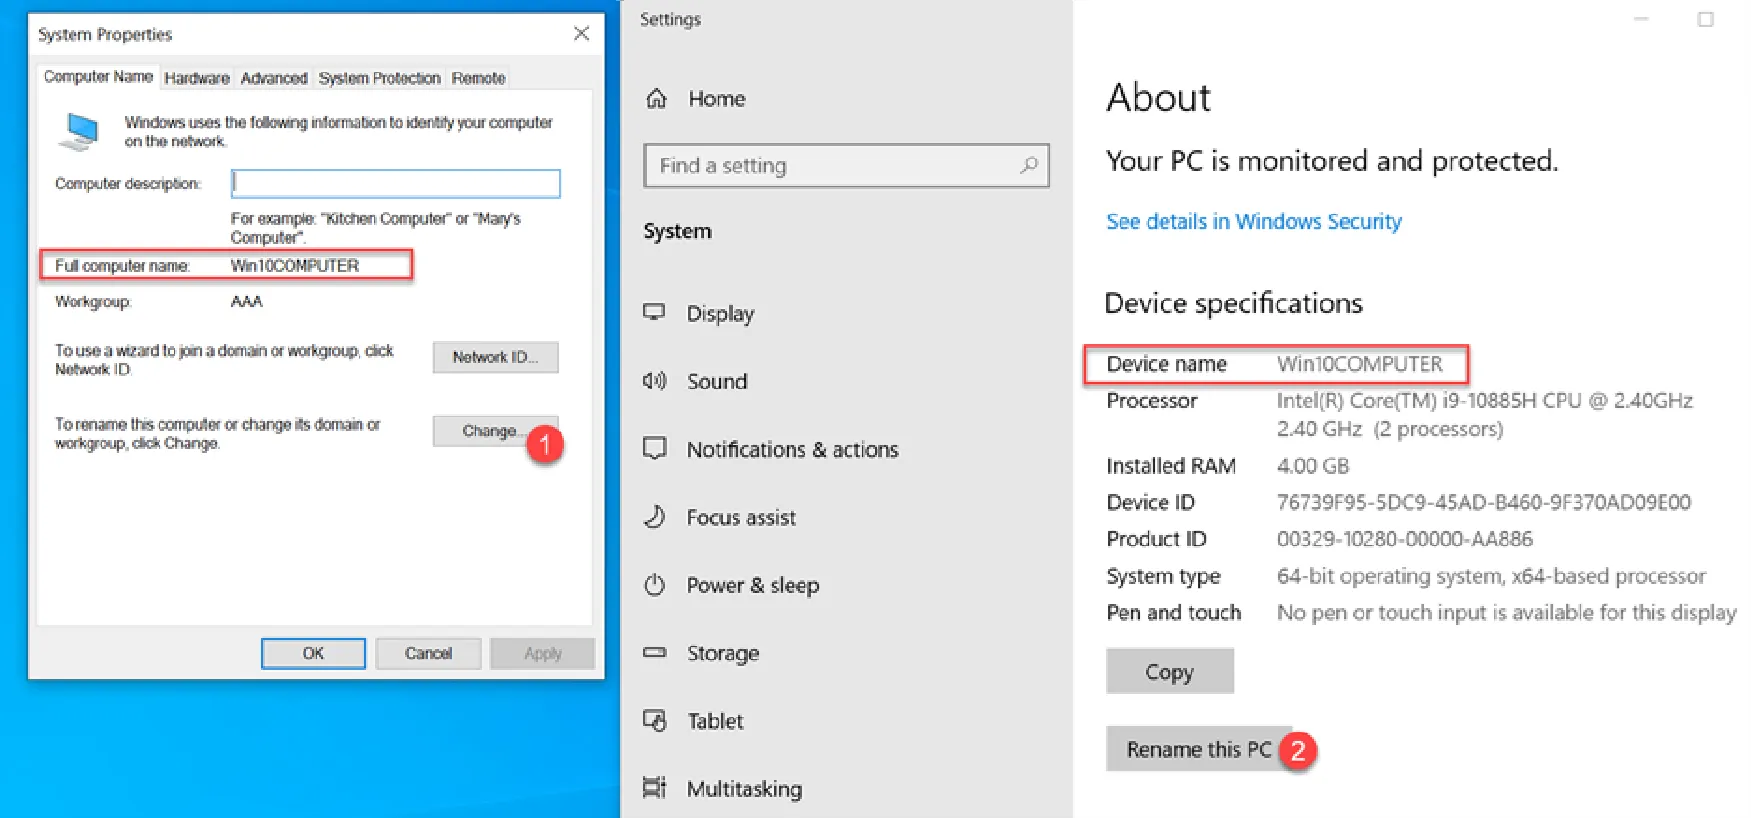 System Properties
Computer Name Hardware Advanced System Protection Remote
Windows uses the following information to identify your computer
on the network.
Computer description:
For example: "Kitchen Computer" or "Mary's
Computer".
Full computer name: Win10COMPUTER
Workgroup: AAA
To use a wizard to join a domain or workgroup, click
Network ID.
Network ID...
To rename this computer or change its domain or
workgroup, click Change.
Change...
1
OK Cancel Apply
Settings
Home
Find a setting
System
Display
Sound
Notifications & actions
Focus assist
Power & sleep
Storage
Tablet
Multitasking
About
Your PC is monitored and protected.
See details in Windows Security
Device specifications
Device name Win10COMPUTER
Processor Intel(R) Core(TM) i9-10885H CPU @ 2.40GHz
2.40 GHz (2 processors)
Installed RAM 4.00 GB
Device ID 76739F95-5DC9-45AD-B460-9F370AD09E00
Product ID 00329-10280-00000-AA886
System type 64-bit operating system, x64-based processor
Pen and touch No pen or touch input is available for this display
Copy
Rename this PC 2